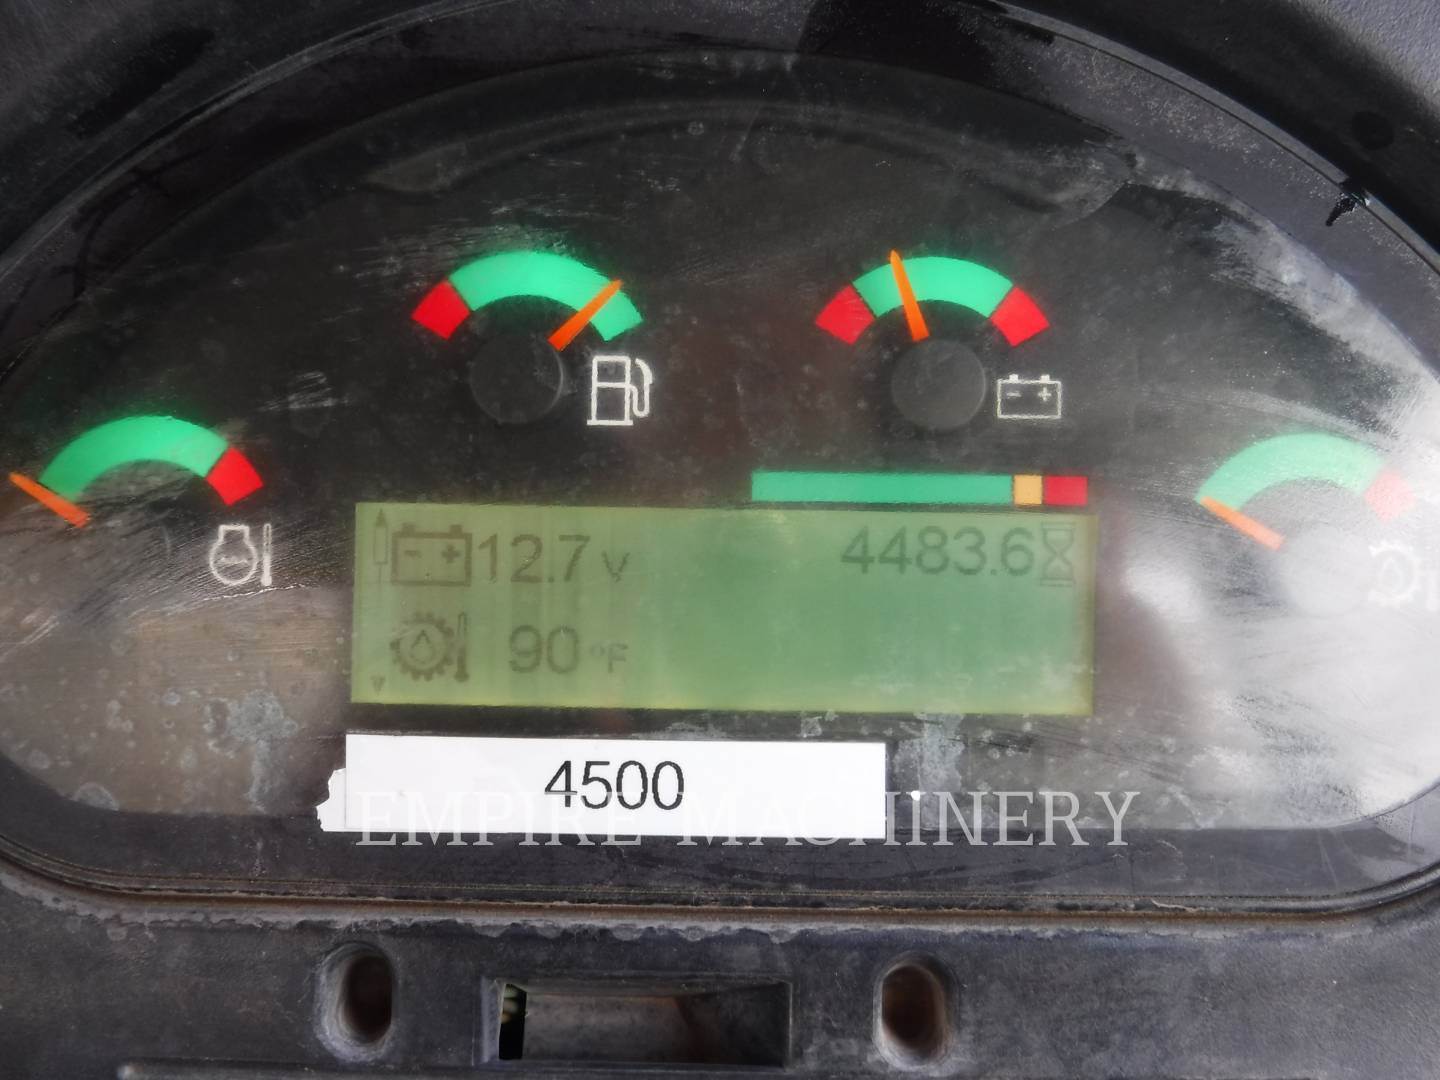 12.7 V 4483.6
90 °F
4500
EMPIRE MACHINERY